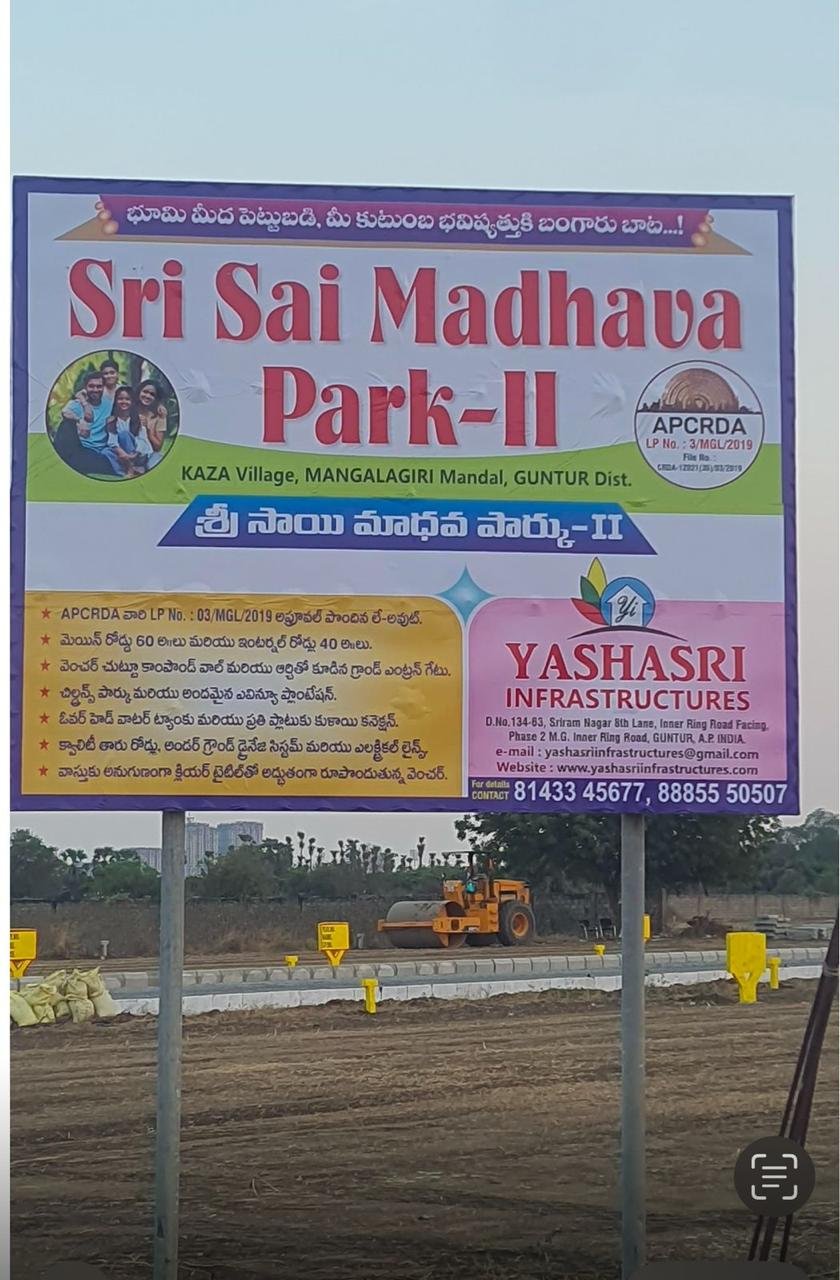 భూమి మీద పెట్టుబడి, మీ కుటుంబ భవిష్యత్తుకి బంగారు బాట...!
Sri Sai Madhava
Park-II
APCRDA
LP No. : 3/MGL/2019
File No. :
KAZA Village, MANGALAGIRI Mandal, GUNTUR Dist.
శ్రీ సాయి మాధవ పార్కు-II
★ APCRDA వారి LP No. : 03/MGL/2019 అప్రూవల్ పొందిన లే-అవుట్.
★ మెయిన్ రోడ్డు 60 అ॥లు మరియు ఇంటర్నల్ రోడ్లు 40 అ॥లు.
★ వెంచర్ చుట్టూ కాంపౌండ్ వాల్ మరియు ఆర్చితో కూడిన గ్రాండ్ ఎంట్రన్ గేటు.
★ చిల్డ్రన్స్ పార్కు మరియు అందమైన ఎవిన్యూ ప్లాంటేషన్.
★ ఓవర్ హెడ్ వాటర్ ట్యాంకు మరియు ప్రతి ప్లాటుకు కుళాయి కనెక్షన్.
★ క్వాలిటీ తారు రోడ్లు, అండర్ గ్రౌండ్ డ్రైనేజి సిస్టమ్ మరియు ఎలక్ట్రికల్ లైన్స్.
★ వాస్తుకు అనుగుణంగా క్లియర్ టైటిల్‌తో అద్భుతంగా రూపొందుతున్న వెంచర్.
Yi
YASHASRI
INFRASTRUCTURES
D.No.134-63, Sriram Nagar 8th Lane, Inner Ring Road Facing,
Phase 2 M.G. Inner Ring Road, GUNTUR, A.P. INDIA.
e-mail : yashasriinfrastructures@gmail.com
Website : www.yashasriinfrastructures.com
For details
CONTACT 81433 45677, 88855 50507